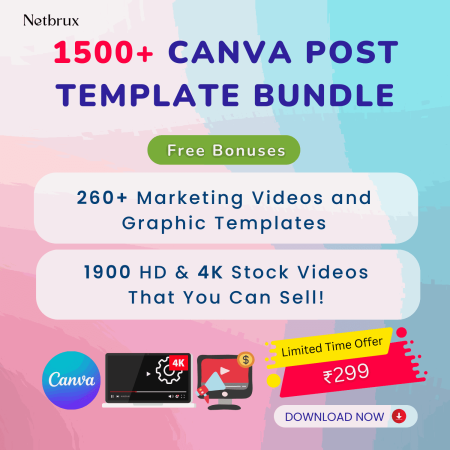 Netbrux
1500+ CANVA POST
TEMPLATE BUNDLE
Free Bonuses
260+ Marketing Videos and
Graphic Templates
1900 HD & 4K Stock Videos
That You Can Sell!
Canva
4K
$
Limited Time Offer
₹299
DOWNLOAD NOW